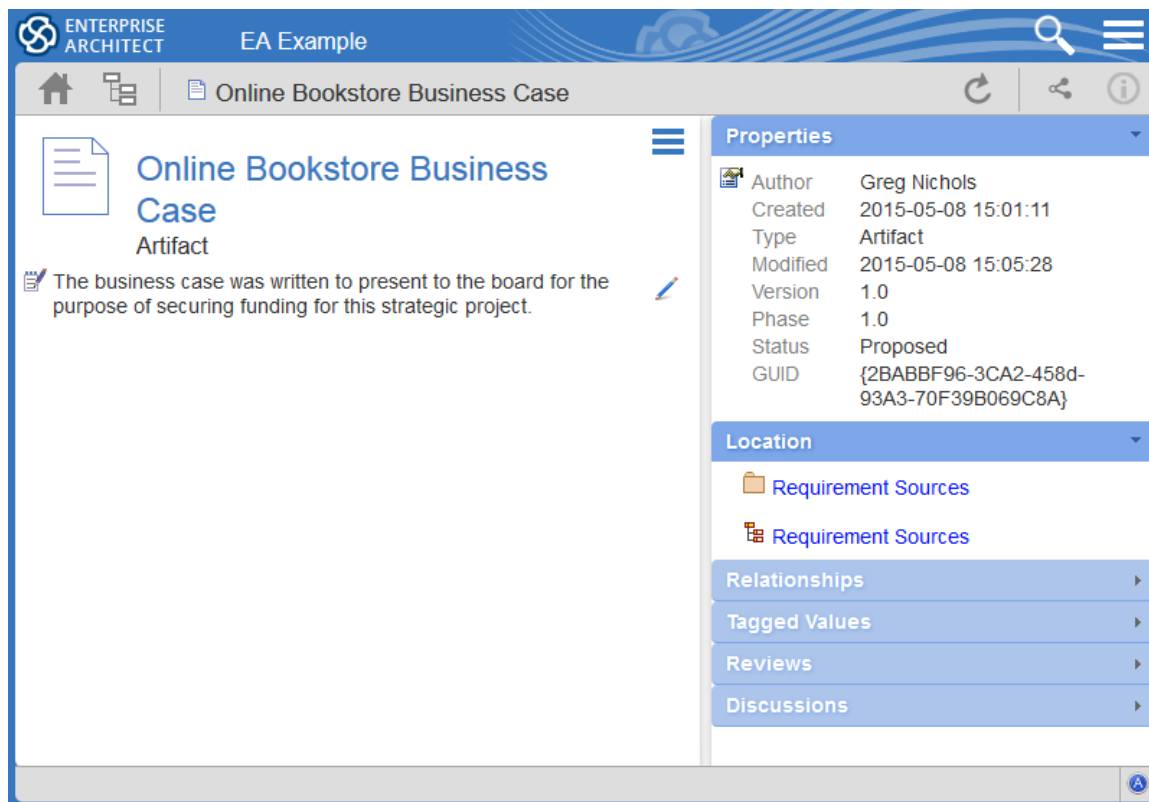 ENTERPRISE
ARCHITECT
EA Example
Online Bookstore Business Case
Online Bookstore Business
Case
Artifact
The business case was written to present to the board for the
purpose of securing funding for this strategic project.
Properties
Author Greg Nichols
Created 2015-05-08 15:01:11
Type Artifact
Modified 2015-05-08 15:05:28
Version 1.0
Phase 1.0
Status Proposed
GUID {2BABBF96-3CA2-458d-
93A3-70F39B069C8A}
Location
Requirement Sources
Requirement Sources
Relationships
Tagged Values
Reviews
Discussions
A